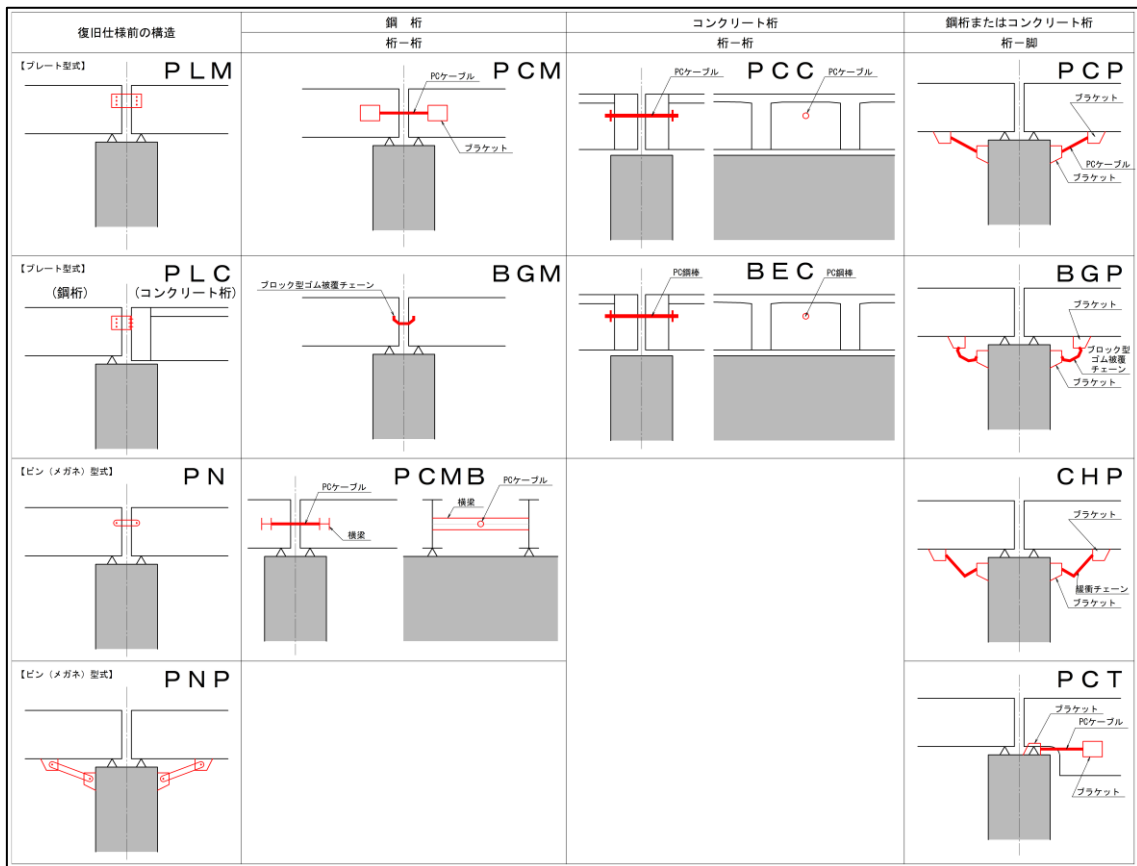 復旧仕様前の構造
鋼 桁
コンクリート桁
鋼桁またはコンクリート桁
桁ー桁
桁ー桁
桁ー脚
【プレート型式】
PLM
PCM
PCケーブル
ブラケット
PCC
PCケーブル
PCP
ブラケット
PCケーブル
ブラケット
【プレート型式】
PLC
(鋼桁)
(コンクリート桁)
BGM
ブロック型ゴム被覆チェーン
BEC
PC鋼棒
PC鋼棒
BGP
ブラケット
ブロック型
ゴム被覆
チェーン
ブラケット
【ピン(メガネ)型式】
PN
PCMB
PCケーブル
横梁
横梁
PCケーブル
CHP
ブラケット
緩衝チェーン
ブラケット
【ピン(メガネ)型式】
PNP
PCT
ブラケット
PCケーブル
ブラケット